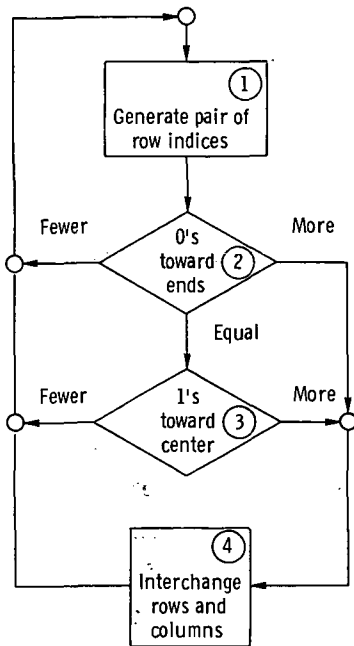 1
Generate pair of
row indices
Fewer
0's
toward
ends
2
More
Equal
Fewer
1's
toward
center
3
More
4
Interchange
rows and
columns